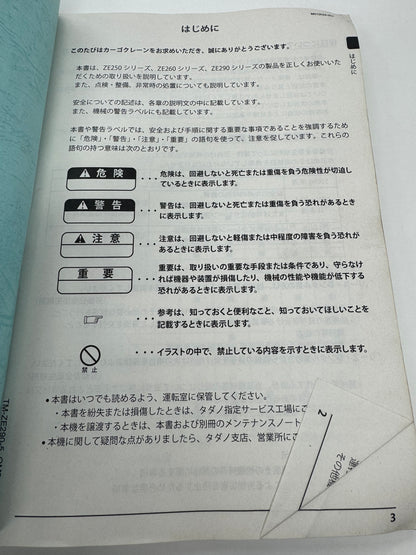 はじめに
はじめに
このたびはカーゴクレーンをお求めいただき、誠にありがとうございます。
本書は、ZE250 シリーズ、ZE260 シリーズ、ZE290 シリーズの製品を正しくお使いい
ただくための取り扱いを説明しています。
また、点検・整備、非常時の処置についても説明しています。
安全についての記述は、各章の説明文の中に記載しています。
また、機械の警告ラベルにも記載しています。
本書や警告ラベルでは、安全および手順に関する重要な事項であることを強調するため
に「危険」・「警告」・「注意」・「重要」の語句を使って、注意を促しています。これらの
語句の持つ意味は次のとおりです。
危 険
・・・危険は、回避しないと死亡または重傷を負う危険性が切迫
しているときに表示します。
警 告
・・・警告は、回避しないと死亡または重傷を負う恐れがあるとき
に表示します。
注 意
・・・注意は、回避しないと軽傷または中程度の障害を負う恐れが
あるときに表示します。
重 要
・・・重要は、取り扱いの重要な手段または条件であり、守らなけ
れば機器や装置が損傷したり、機械の性能や機能が低下する
恐れがあるときに表示します。
・・・参考は、知っておくと便利なこと、知っておいてほしいことを
記載するときに表示します。
禁 止
・・・イラストの中で、禁止している内容を示すときに表示します。
●本書はいつでも読めるよう、運転室に保管してください。
・本書を紛失または損傷したときは、タダノ指定サービス工場にご
・本機を譲渡するときは、本書および別冊のメンテナンスノート
●本機に関して疑問な点がありましたら、タダノ支店、営業所にご
2
その他
3